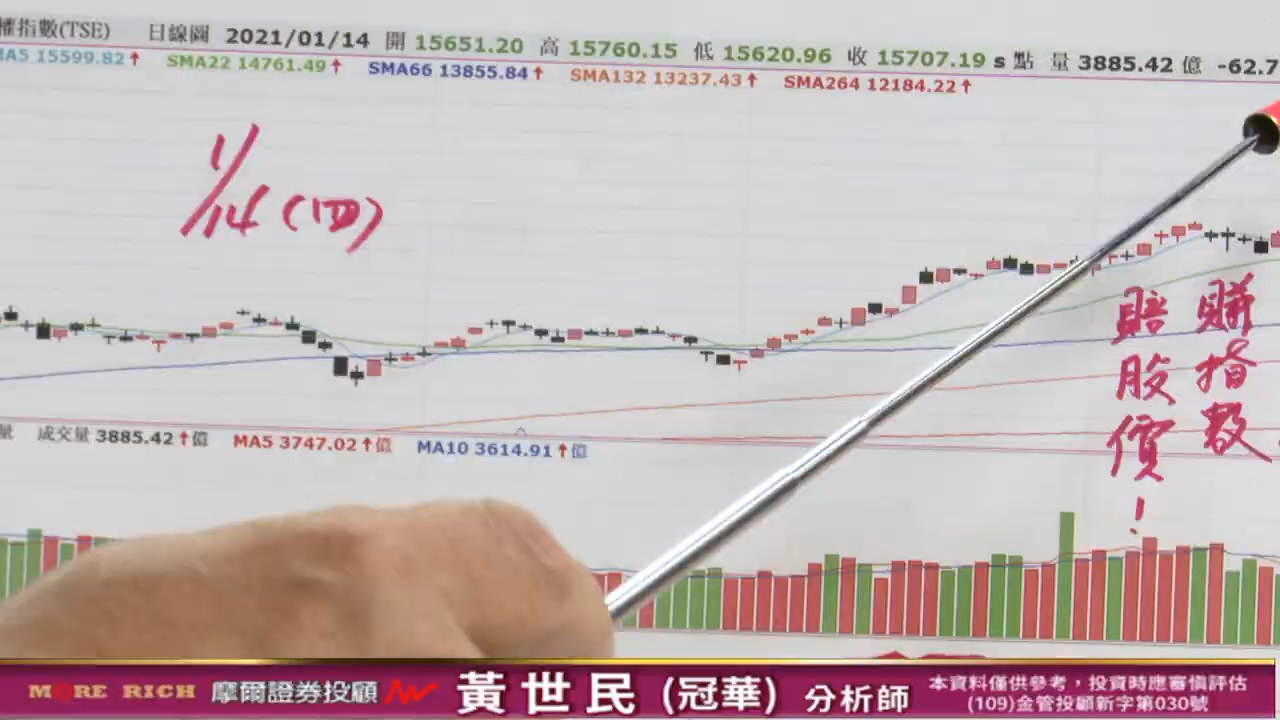 權指數(TSE) 日線圖 2021/01/14 開 15651.20 高 15760.15 低 15620.96 收 15707.19 s 點 量 3885.42 億 -62.7
MA5 15599.82↑ SMA22 14761.49↑ SMA66 13855.84↑ SMA132 13237.43↑ SMA264 12184.22↑
1/14 (四)
賺指數
賠股價!
量 成交量 3885.42↑億 MA5 3747.02↑億 MA10 3614.91↑億
MORE RICH 摩爾證券投顧 黃世民 (冠華) 分析師
本資料僅供參考，投資時應審慎評估
(109)金管投顧新字第030號